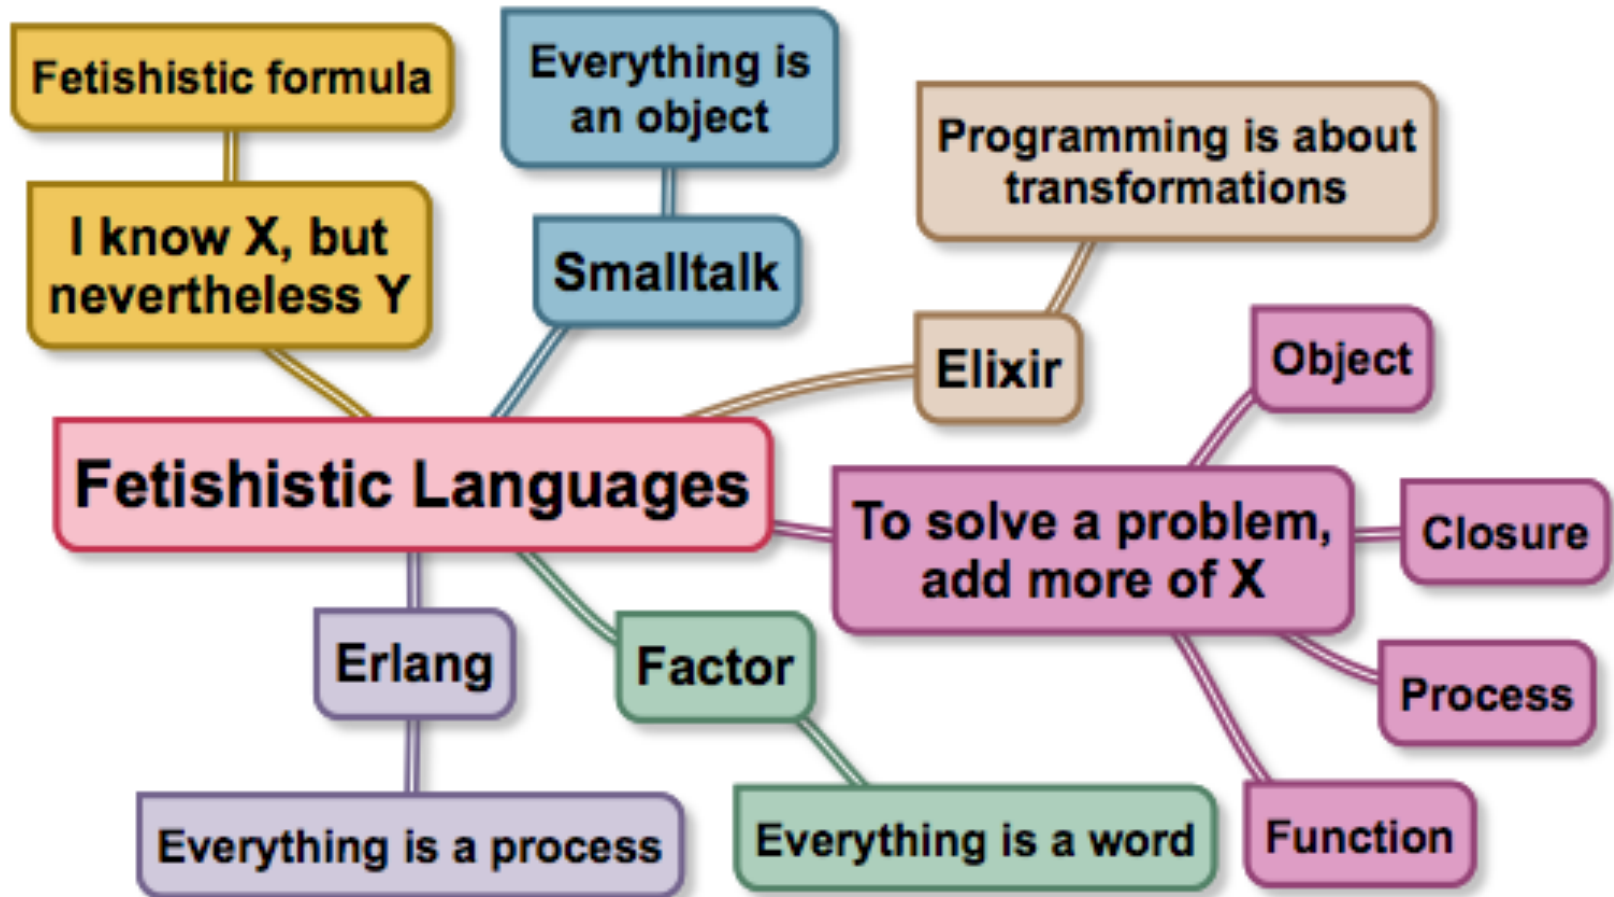 Fetishistic formula
I know X, but
nevertheless Y
Everything is
an object
Smalltalk
Programming is about
transformations
Elixir
Fetishistic Languages
To solve a problem,
add more of X
Object
Closure
Process
Function
Erlang
Everything is a process
Factor
Everything is a word